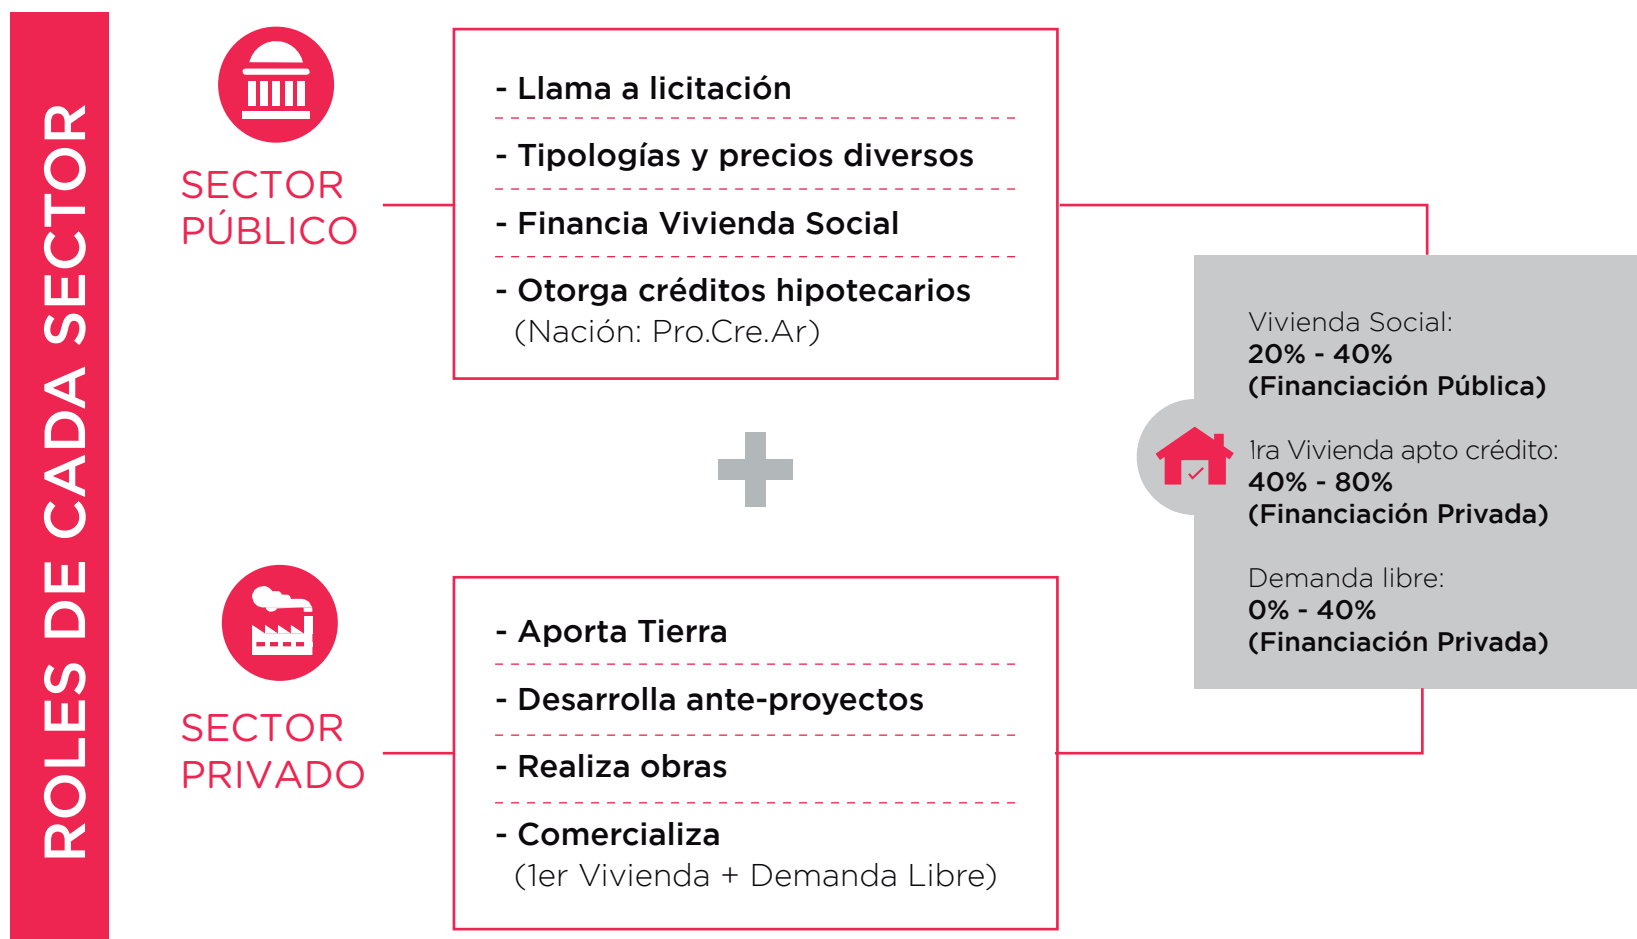 ROLES DE CADA SECTOR
SECTOR
PÚBLICO
- Llama a licitación
- Tipologías y precios diversos
- Financia Vivienda Social
- Otorga créditos hipotecarios
(Nación: Pro.Cre.Ar)
SECTOR
PRIVADO
- Aporta Tierra
- Desarrolla ante-proyectos
- Realiza obras
- Comercializa
(1er Vivienda + Demanda Libre)
Vivienda Social:
20% - 40%
(Financiación Pública)
1ra Vivienda apto crédito:
40% - 80%
(Financiación Privada)
Demanda libre:
0% - 40%
(Financiación Privada)